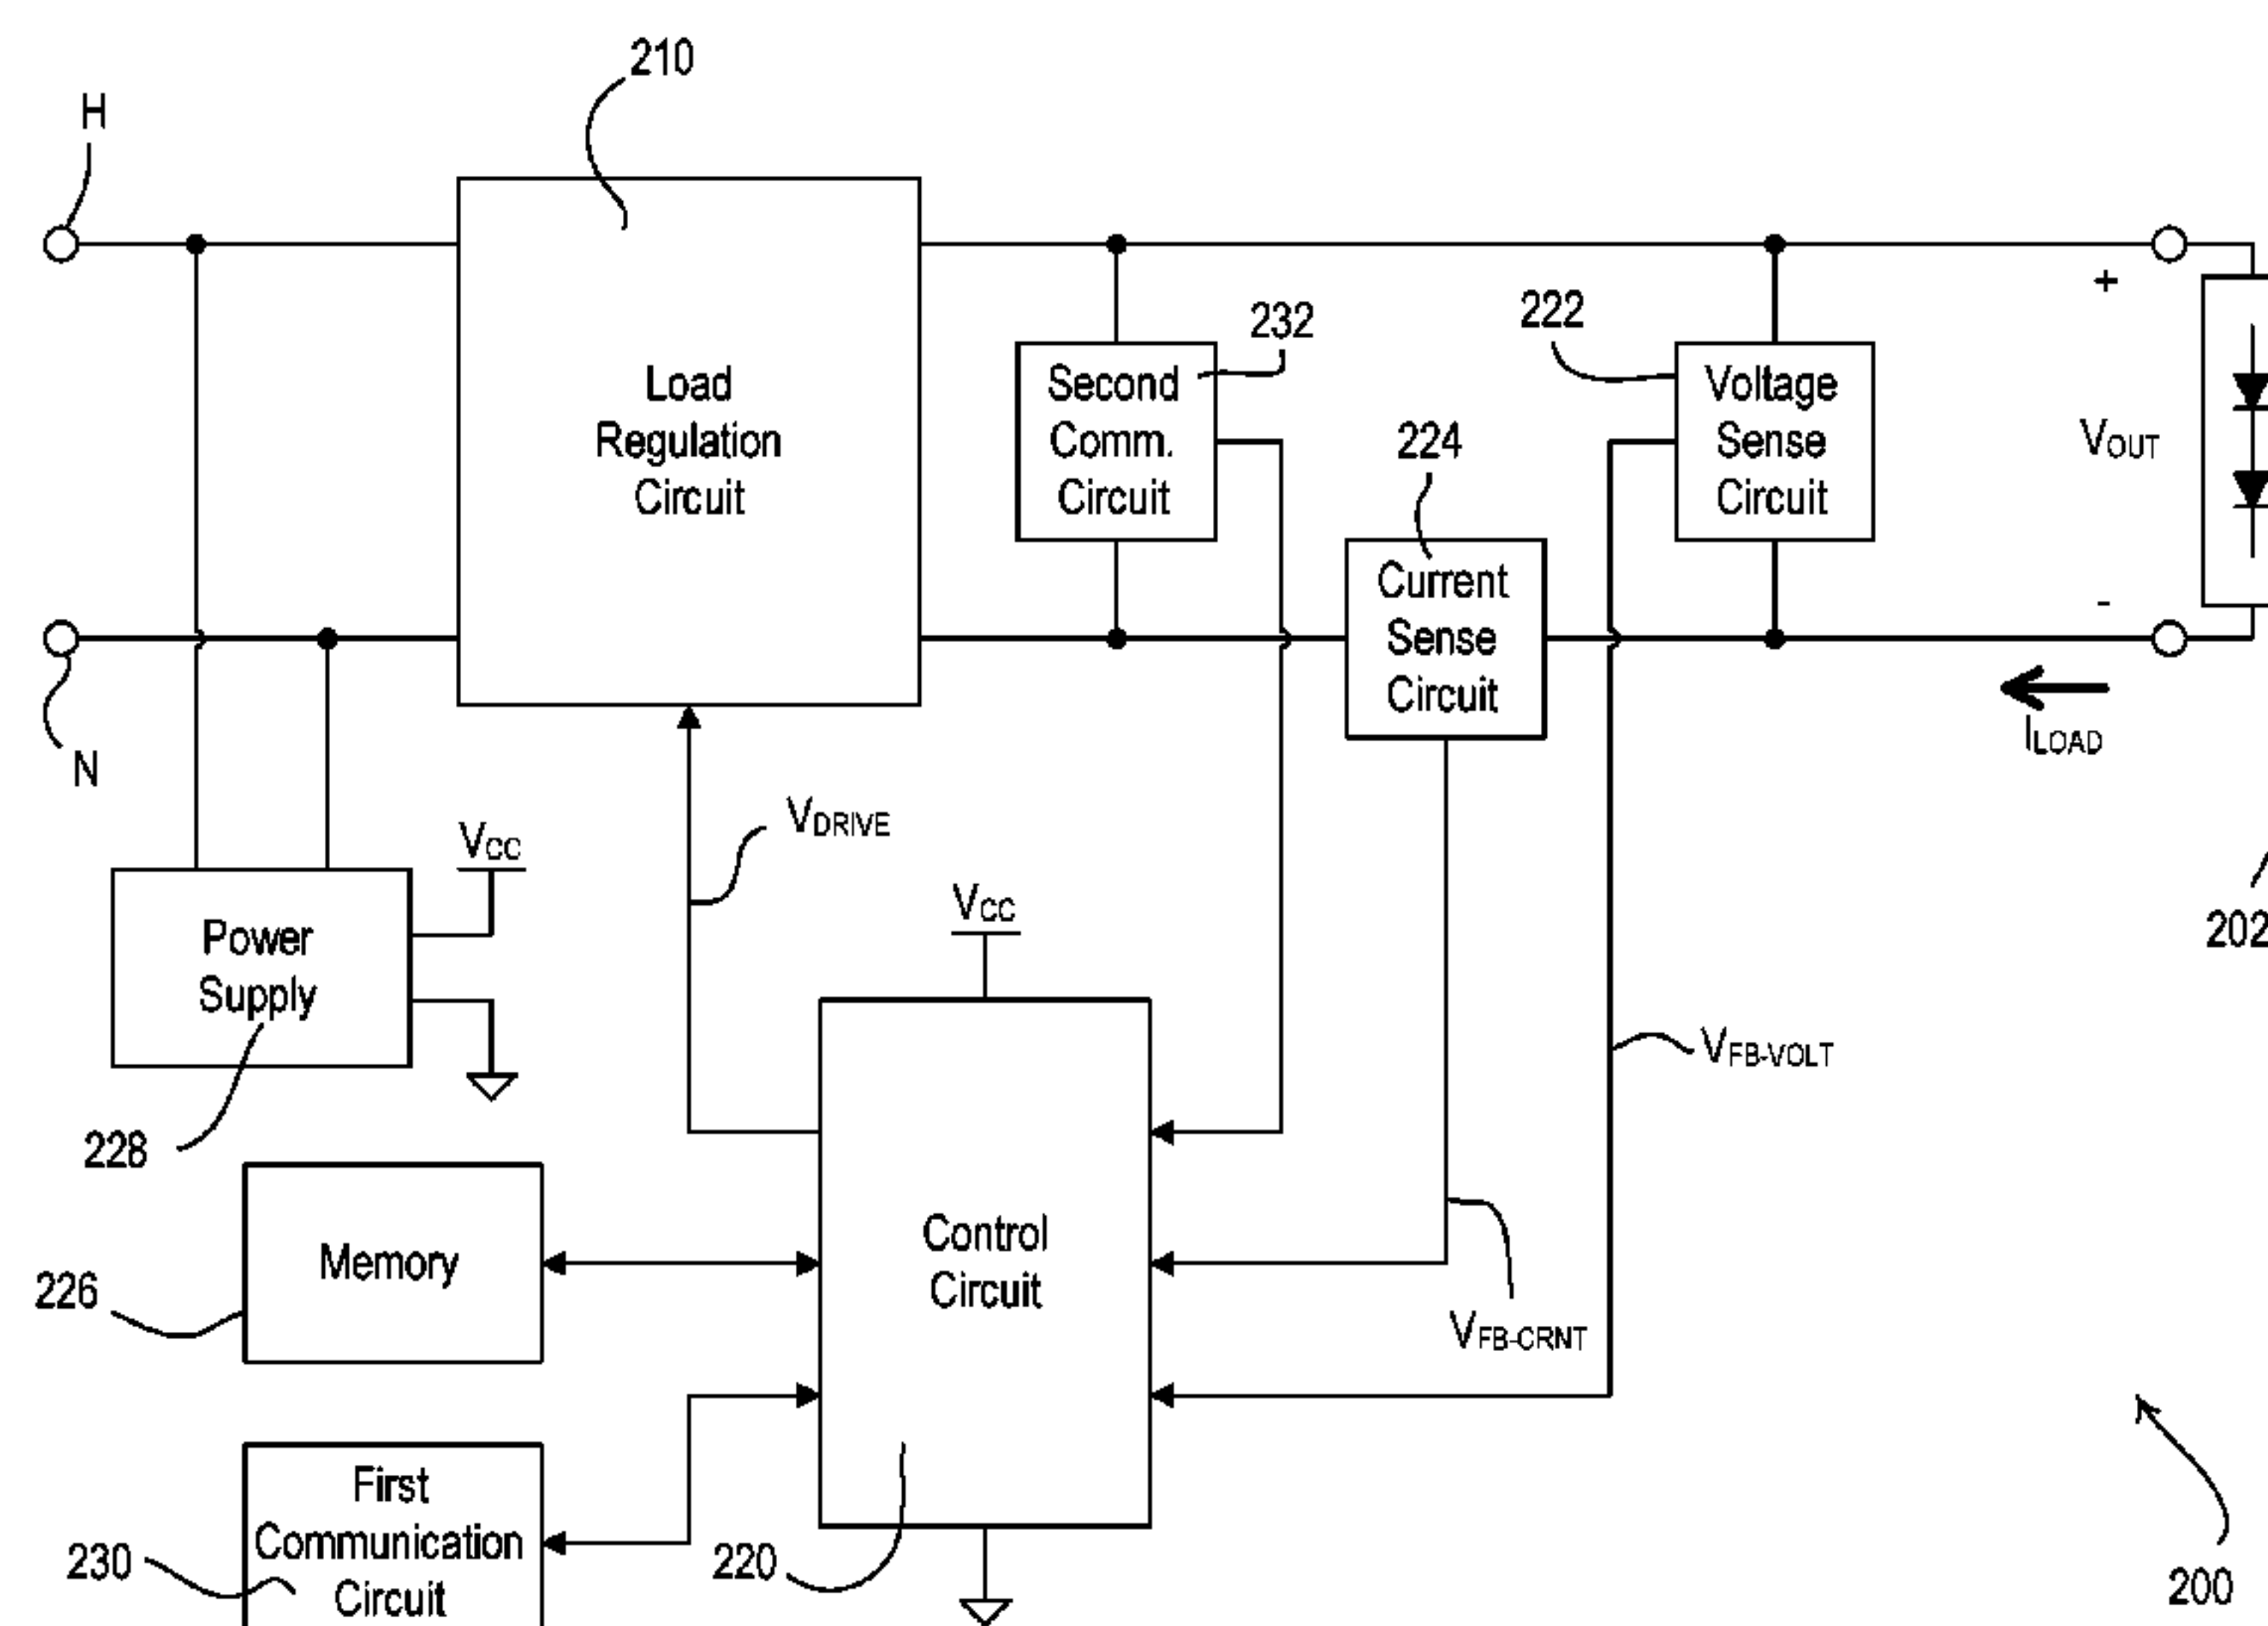 210
H
232
222
Load
Regulation
Circuit
Second
Comm.
Circuit
224
Voltage
Sense
Circuit
+
VOUT
-
Current
Sense
Circuit
ILOAD
N
VDRIVE
VCC
VCC
Power
Supply
202
VFB-VOLT
228
Memory
Control
Circuit
226
VFB-CRNT
First
Communication
Circuit
230
220
200